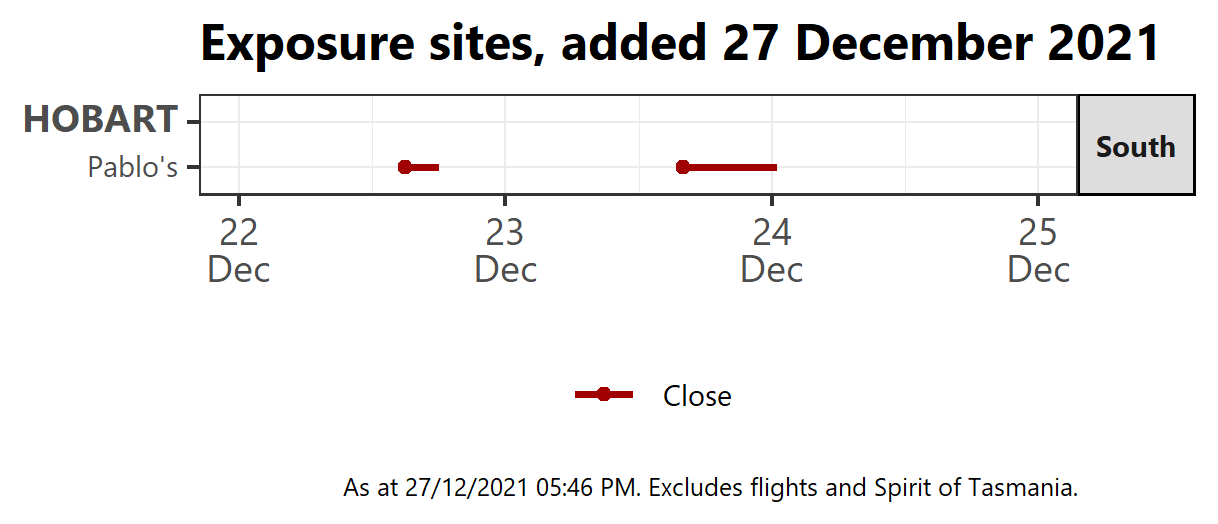 Exposure sites, added 27 December 2021
HOBART
Pablo's
South
22 Dec
23 Dec
24 Dec
25 Dec
Close
As at 27/12/2021 05:46 PM. Excludes flights and Spirit of Tasmania.